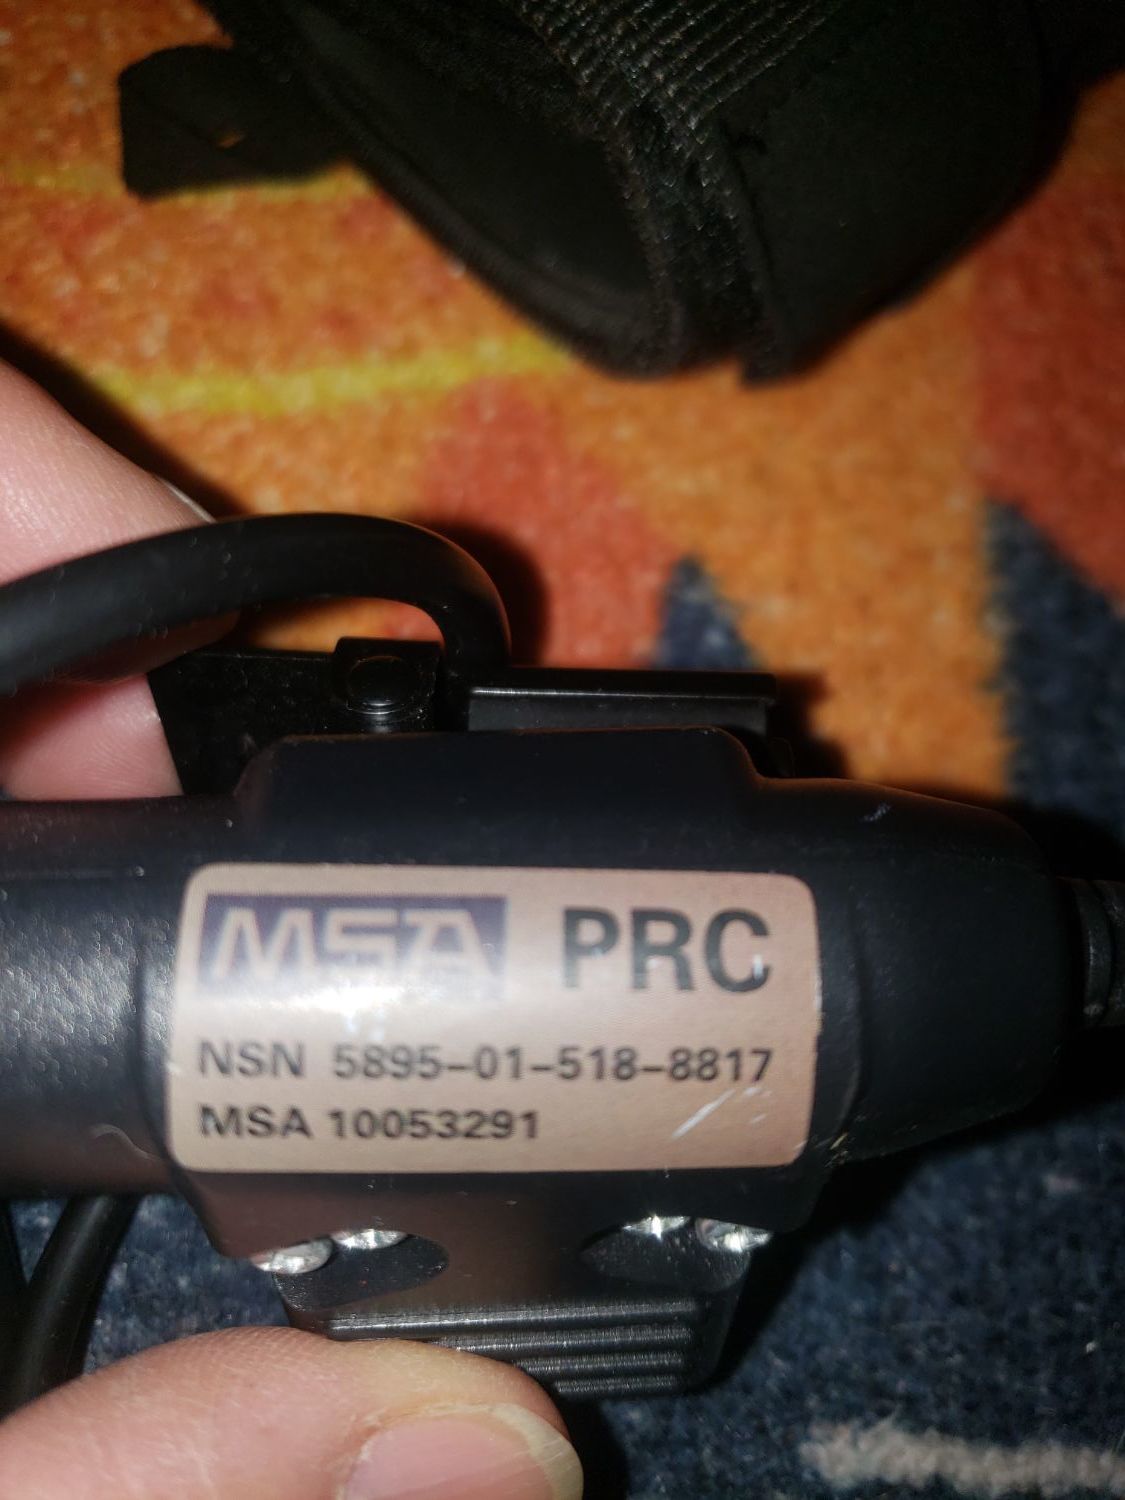 MSA PRC
NSN 5895-01-518-8817
MSA 10053291